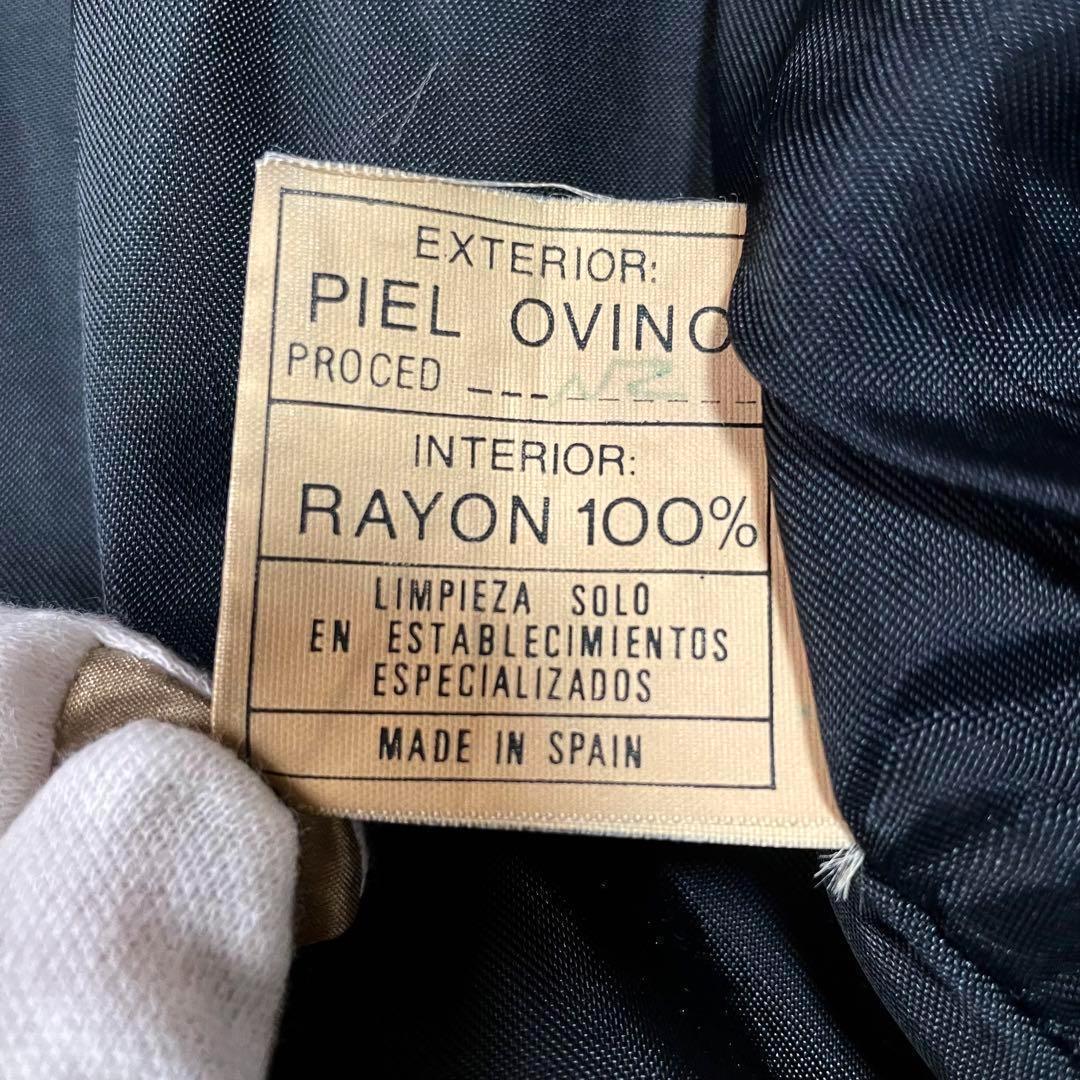 EXTERIOR:
PIEL OVINO
PROCED
INTERIOR:
RAYON 100%
LIMPIEZA SOLO
EN ESTABLECIMIENTOS
ESPECIALIZADOS
MADE IN SPAIN